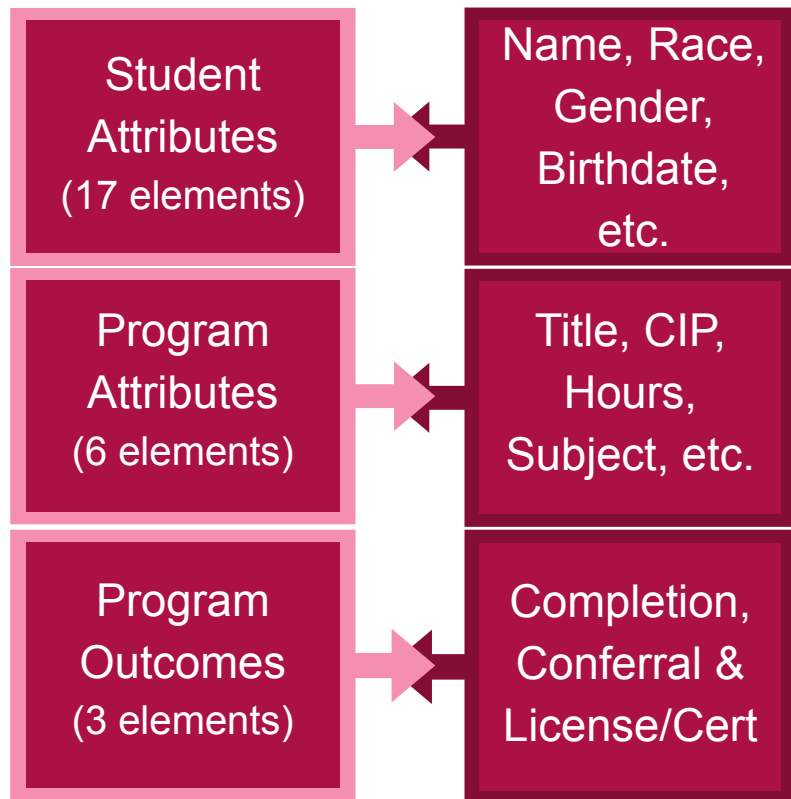 Student
Attributes
(17 elements)
Name, Race,
Gender,
Birthdate,
etc.
Program
Attributes
(6 elements)
Title, CIP,
Hours,
Subject, etc.
Program
Outcomes
(3 elements)
Completion,
Conferral &
License/Cert